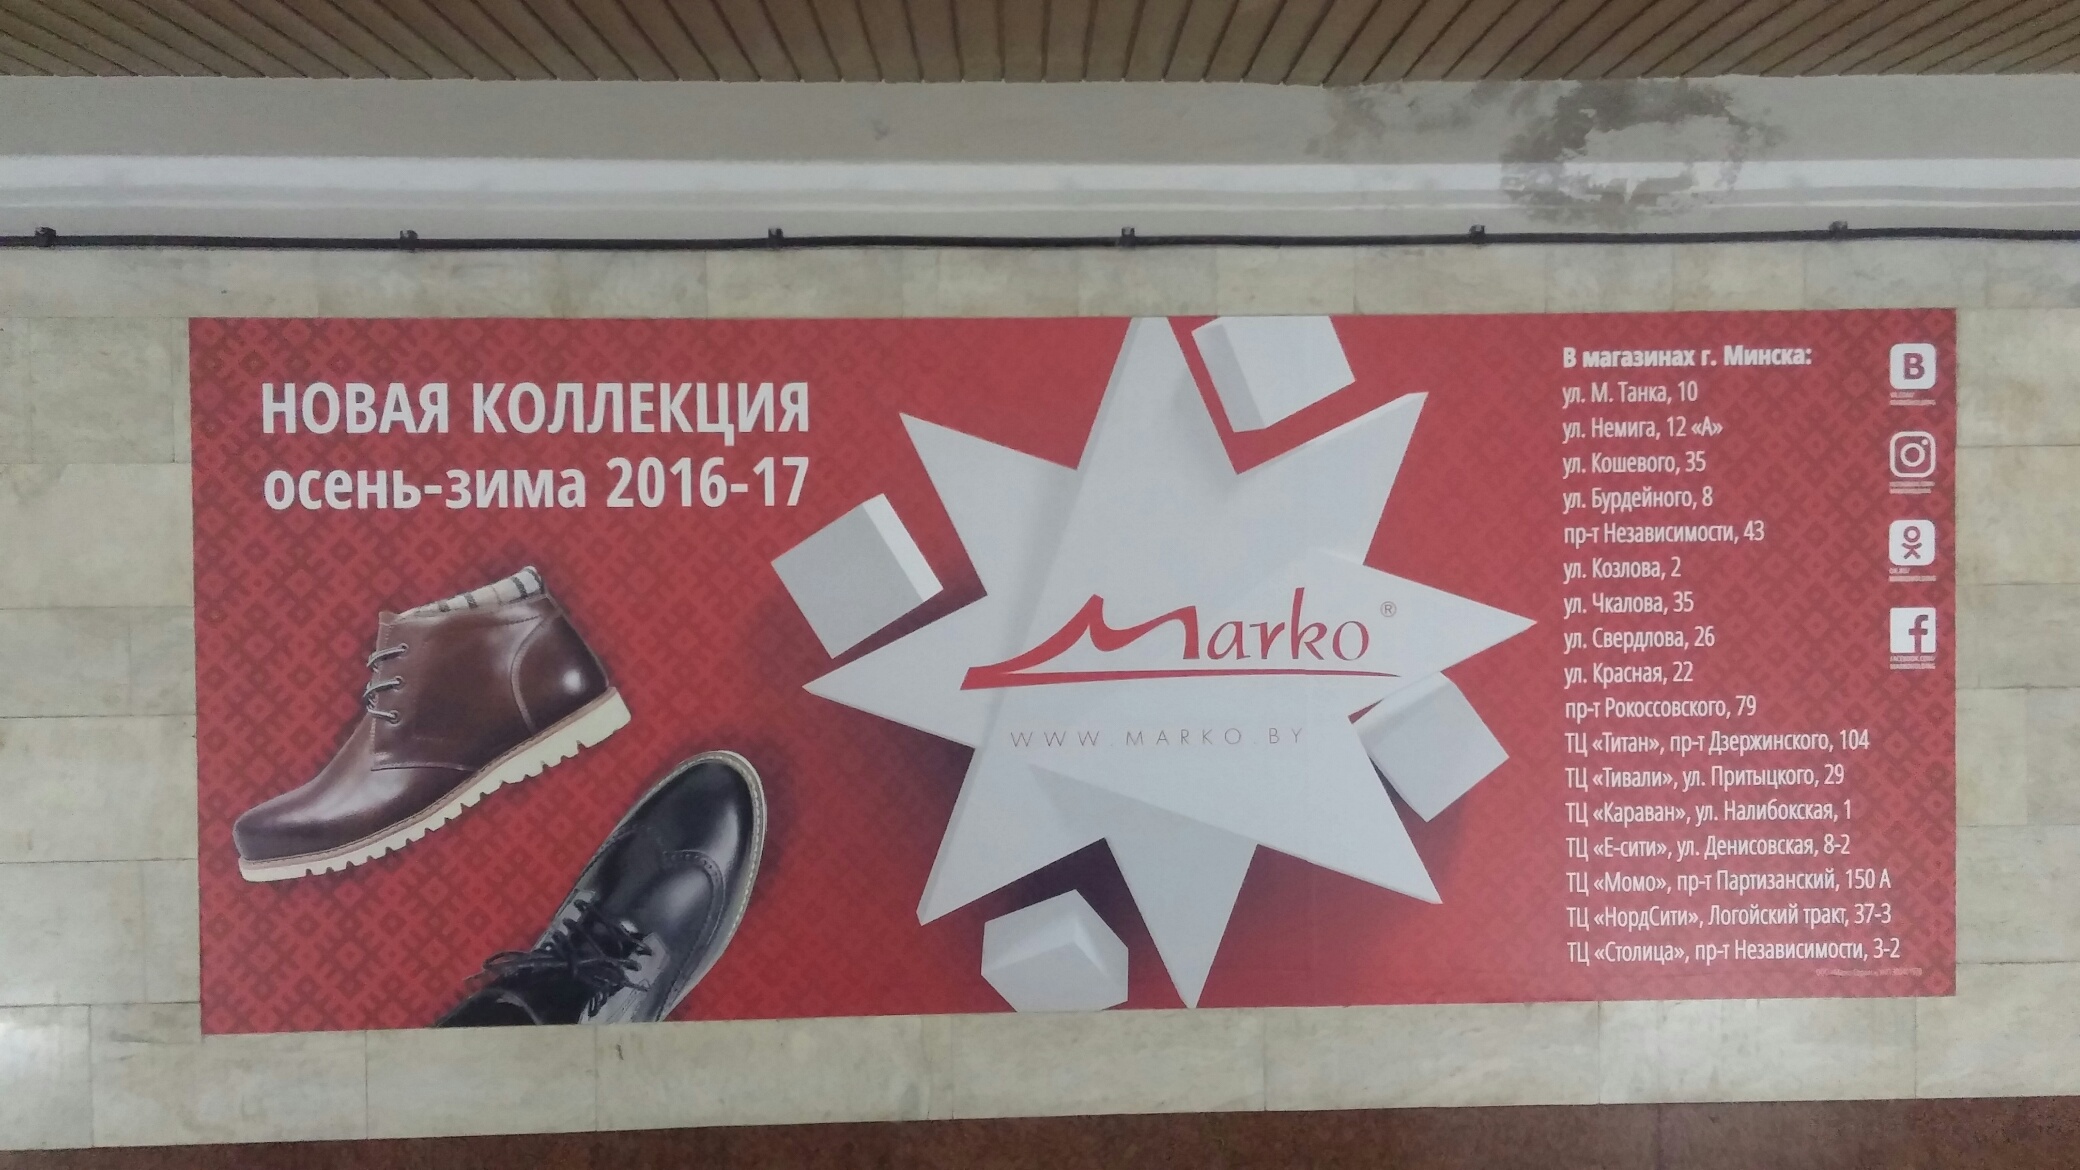 НОВАЯ КОЛЛЕКЦИЯ
осень-зима 2016-17
Marko ®
WWW.MARKO.BY
В магазинах г. Минска:
ул. М. Танка, 10
ул. Немига, 12 «А»
ул. Кошевого, 35
ул. Бурдейного, 8
пр-т Независимости, 43
ул. Козлова, 2
ул. Чкалова, 35
ул. Свердлова, 26
ул. Красная, 22
пр-т Рокоссовского, 79
ТЦ «Титан», пр-т Дзержинского, 104
ТЦ «Тивали», ул. Притыцкого, 29
ТЦ «Караван», ул. Налибокская, 1
ТЦ «Е-сити», ул. Денисовская, 8-2
ТЦ «Момо», пр-т Партизанский, 150 А
ТЦ «НордСити», Логойский тракт, 37-3
ТЦ «Столица», пр-т Независимости, 3-2